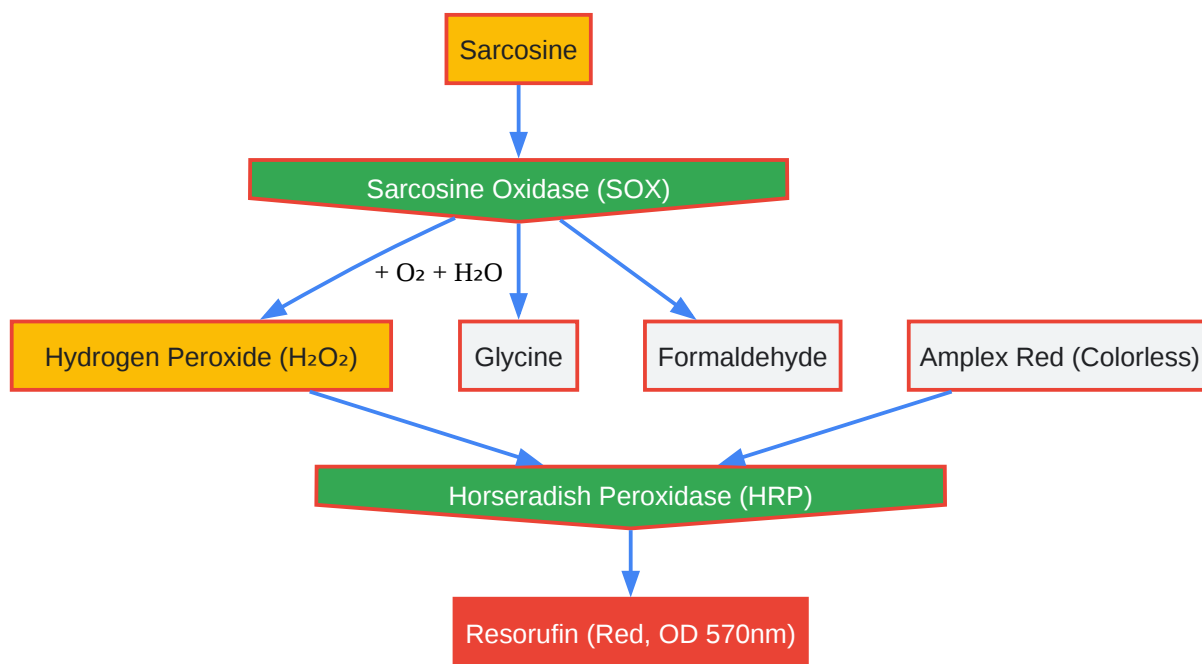 Sarcosine
Sarcosine Oxidase (SOX)
+ O₂ + H₂O
Hydrogen Peroxide (H₂O₂)
Glycine
Formaldehyde
Amplex Red (Colorless)
Horseradish Peroxidase (HRP)
Resorufin (Red, OD 570nm)